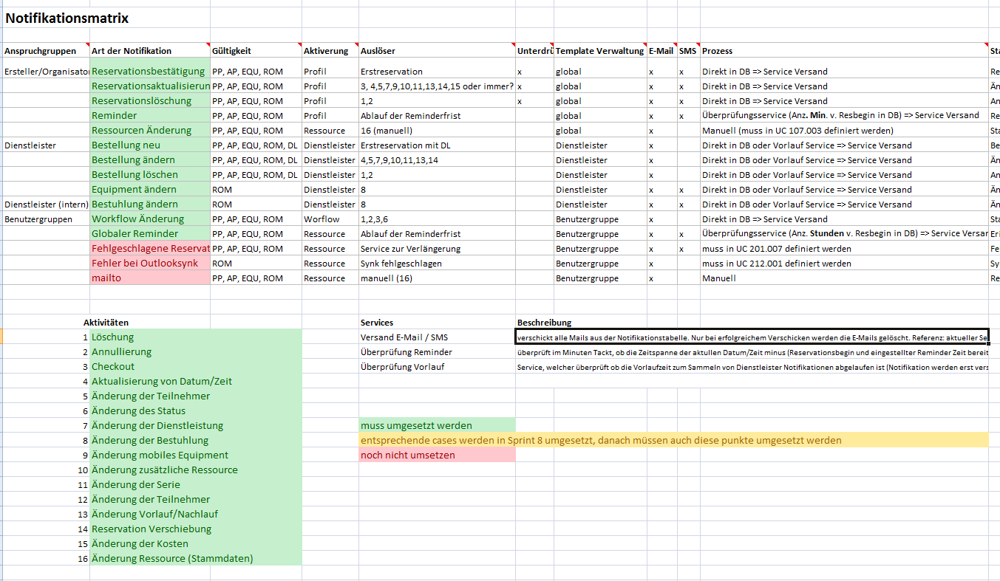 Notifikationsmatrix
Anspruchgruppen Art der Notifikation Gültigkeit Aktiverung Auslöser Unterdrü Template Verwaltung E-Mail SMS Prozess Sta
Ersteller/Organisator Reservationsbestätigung PP, AP, EQU, ROM Profil Erstreservation x global x x Direkt in DB => Service Versand Re
Reservationsaktualisierun PP, AP, EQU, ROM Profil 3, 4,5,7,9,10,11,13,14,15 oder immer? x global x x Direkt in DB => Service Versand Än
Reservationslöschung PP, AP, EQU, ROM Profil 1,2 x global x x Direkt in DB => Service Versand An
Reminder PP, AP, EQU, ROM Profil Ablauf der Reminderfrist global x x Überprüfungsservice (Anz. Min. v. Resbegin in DB) => Service Versand Re
Ressourcen Änderung PP, AP, EQU, ROM Ressource 16 (manuell) global x Manuell (muss in UC 107.003 definiert werden) Sta
Dienstleister Bestellung neu PP, AP, EQU, ROM, DL Dienstleister Erstreservation mit DL Dienstleister x Direkt in DB oder Vorlauf Service => Service Versand Be
Bestellung ändern PP, AP, EQU, ROM, DL Dienstleister 4,5,7,9,10,11,13,14 Dienstleister x Direkt in DB oder Vorlauf Service => Service Versand Än
Bestellung löschen PP, AP, EQU, ROM, DL Dienstleister 1,2 Dienstleister x Direkt in DB oder Vorlauf Service => Service Versand An
Equipment ändern ROM Dienstleister 8 Dienstleister x x Direkt in DB oder Vorlauf Service => Service Versand Än
Dienstleister (intern) Bestuhlung ändern ROM Dienstleister 8 Dienstleister x x Direkt in DB oder Vorlauf Service => Service Versand Än
Benutzergruppen Workflow Änderung PP, AP, EQU, ROM Worflow 1,2,3,6 Benutzergruppe x Direkt in DB => Service Versand Sta
Globaler Reminder PP, AP, EQU, ROM Ressource Ablauf der Reminderfrist Benutzergruppe x x Überprüfungsservice (Anz. Stunden v. Resbegin in DB) => Service Versar Eri
Fehlgeschlagene Reservat PP, AP, EQU, ROM Ressource Service zur Verlängerung Benutzergruppe x x muss in UC 201.007 definiert werden Fe
Fehler bei Outlooksynk ROM Ressource Synk fehlgeschlagen Benutzergruppe x muss in UC 212.001 definiert werden Sy
mailto PP, AP, EQU, ROM Ressource manuell (16) Benutzergruppe x Manuell Re
Aktivitäten Services Beschreibung
1 Löschung Versand E-Mail / SMS verschickt alle Mails aus der Notifikationstabelle. Nur bei erfolgreichem Verschicken werden die E-Mails gelöscht. Referenz: aktueller Se
2 Annullierung Überprüfung Reminder überprüft im Minuten Tackt, ob die Zeitspanne der aktullen Datum/Zeit minus (Reservationsbegin und eingestellter Reminder Zeit bereit
3 Checkout Überprüfung Vorlauf Service, welcher überprüft ob die Vorlaufzeit zum Sammeln von Dienstleister Notifikationen abgelaufen ist (Notifikation werden erst vers
4 Aktualisierung von Datum/Zeit
5 Änderung der Teilnehmer
6 Änderung des Status
7 Änderung der Dienstleistung muss umgesetzt werden
8 Änderung der Bestuhlung entsprechende cases werden in Sprint 8 umgesetzt, danach müssen auch diese punkte umgesetzt werden
9 Änderung mobiles Equipment noch nicht umsetzen
10 Änderung zusätzliche Ressource
11 Änderung der Serie
12 Änderung der Teilnehmer
13 Änderung Vorlauf/Nachlauf
14 Reservation Verschiebung
15 Änderung der Kosten
16 Änderung Ressource (Stammdaten)